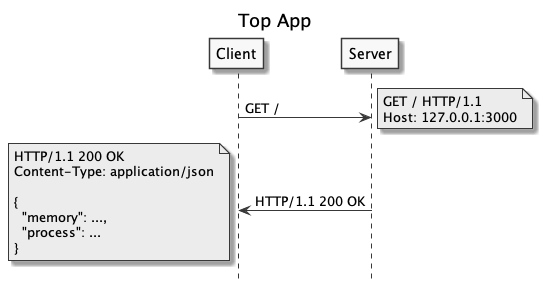 Top App
Client
Server
GET /
GET / HTTP/1.1
Host: 127.0.0.1:3000
HTTP/1.1 200 OK
Content-Type: application/json
{
"memory": ...,
"process": ...
}
HTTP/1.1 200 OK